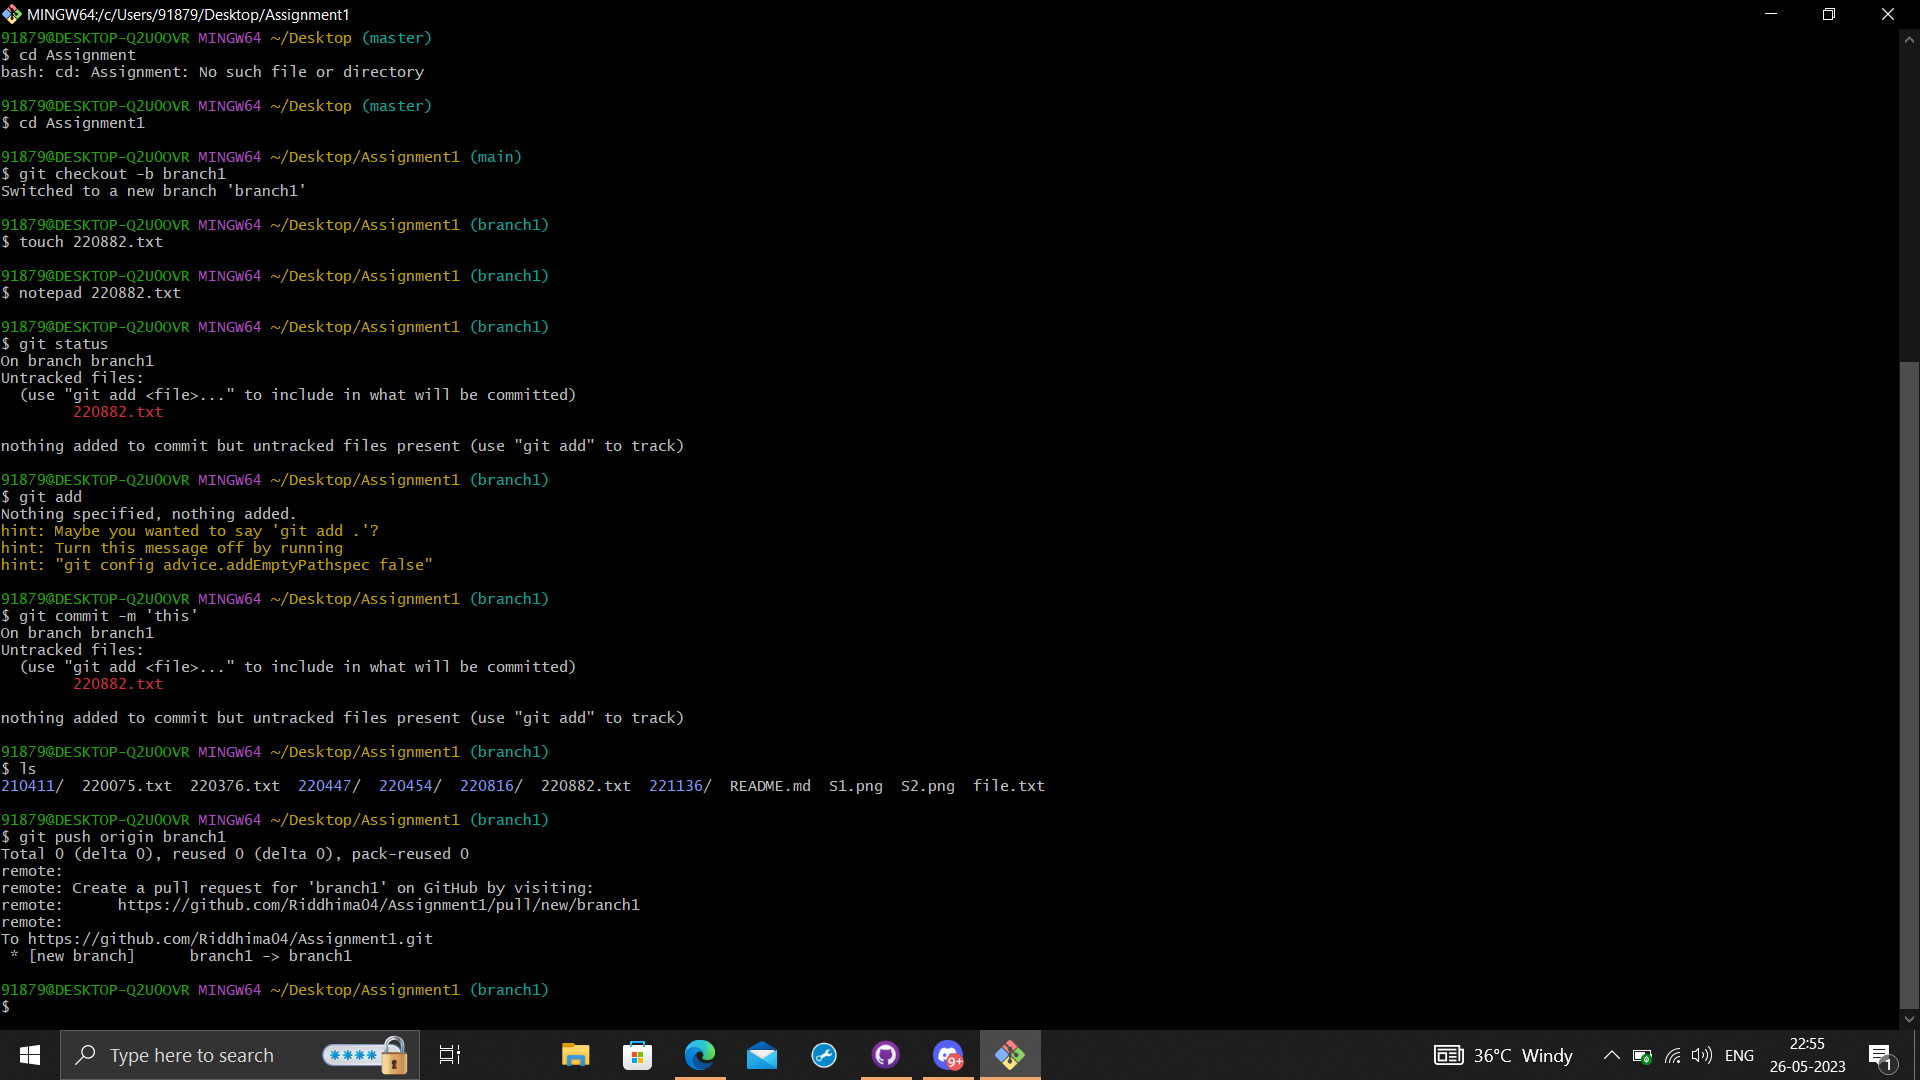 MINGW64:/c/Users/91879/Desktop/Assignment1
91879@DESKTOP-Q2UOOVR MINGW64 ~/Desktop (master)
$ cd Assignment
bash: cd: Assignment: No such file or directory
91879@DESKTOP-Q2UOOVR MINGW64 ~/Desktop (master)
$ cd Assignment1
91879@DESKTOP-Q2UOOVR MINGW64 ~/Desktop/Assignment1 (main)
$ git checkout -b branch1
Switched to a new branch 'branch1'
91879@DESKTOP-Q2UOOVR MINGW64 ~/Desktop/Assignment1 (branch1)
$ touch 220882.txt
91879@DESKTOP-Q2UOOVR MINGW64 ~/Desktop/Assignment1 (branch1)
$ notepad 220882.txt
91879@DESKTOP-Q2UOOVR MINGW64 ~/Desktop/Assignment1 (branch1)
$ git status
On branch branch1
Untracked files:
  (use "git add <file>..." to include in what will be committed)
        220882.txt
nothing added to commit but untracked files present (use "git add" to track)
91879@DESKTOP-Q2UOOVR MINGW64 ~/Desktop/Assignment1 (branch1)
$ git add
Nothing specified, nothing added.
hint: Maybe you wanted to say 'git add .'?
hint: Turn this message off by running
hint: "git config advice.addEmptyPathspec false"
91879@DESKTOP-Q2UOOVR MINGW64 ~/Desktop/Assignment1 (branch1)
$ git commit -m 'this'
On branch branch1
Untracked files:
  (use "git add <file>..." to include in what will be committed)
        220882.txt
nothing added to commit but untracked files present (use "git add" to track)
91879@DESKTOP-Q2UOOVR MINGW64 ~/Desktop/Assignment1 (branch1)
$ ls
210411/  220075.txt  220376.txt  220447/  220454/  220816/  220882.txt  221136/  README.md  S1.png  S2.png  file.txt
91879@DESKTOP-Q2UOOVR MINGW64 ~/Desktop/Assignment1 (branch1)
$ git push origin branch1
Total 0 (delta 0), reused 0 (delta 0), pack-reused 0
remote:
remote: Create a pull request for 'branch1' on GitHub by visiting:
remote:      https://github.com/Riddhima04/Assignment1/pull/new/branch1
remote:
To https://github.com/Riddhima04/Assignment1.git
 * [new branch]      branch1 -> branch1
91879@DESKTOP-Q2UOOVR MINGW64 ~/Desktop/Assignment1 (branch1)
$
Type here to search
****
9+
36°C Windy
ENG
22:55
26-05-2023
1